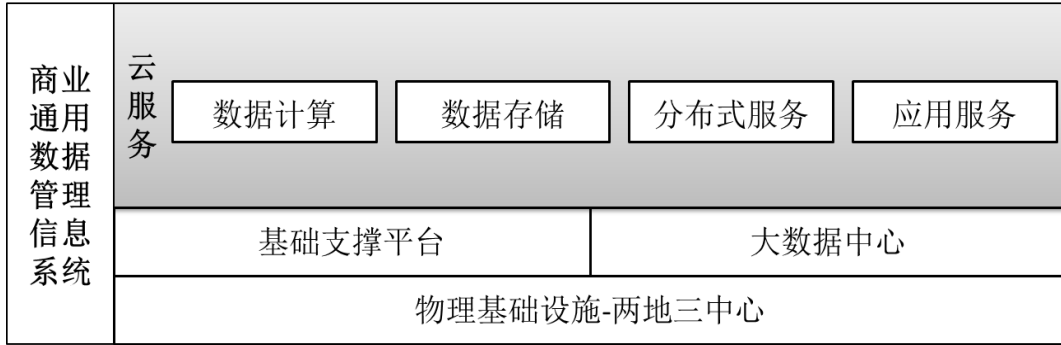 商业
通用
数据
管理
信息
系统
云
服
务
数据计算
数据存储
分布式服务
应用服务
基础支撑平台
大数据中心
物理基础设施-两地三中心